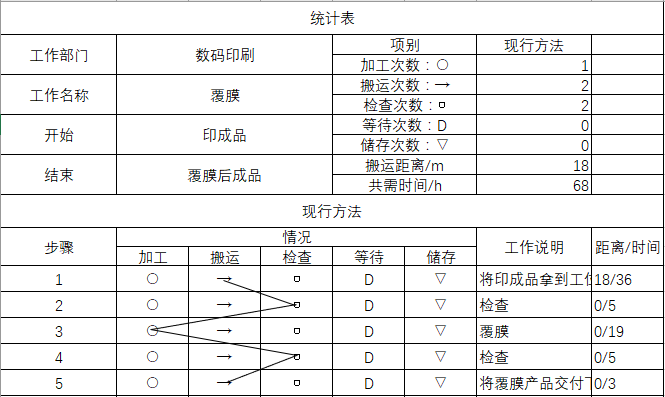 统计表
工作部门 数码印刷 项别 现行方法
加工次数：○ 1
工作名称 覆膜 搬运次数：→ 2
检查次数：▫ 2
开始 印成品 等待次数：D 0
储存次数：▽ 0
结束 覆膜后成品 搬运距离/m 18
共需时间/h 68
现行方法
步骤 情况 工作说明 距离/时间
加工 搬运 检查 等待 储存
1 ○ → ▫ D ▽ 将印成品拿到工位 18/36
2 ○ → ▫ D ▽ 检查 0/5
3 ○ → ▫ D ▽ 覆膜 0/19
4 ○ → ▫ D ▽ 检查 0/5
5 ○ → ▫ D ▽ 将覆膜产品交付下 0/3